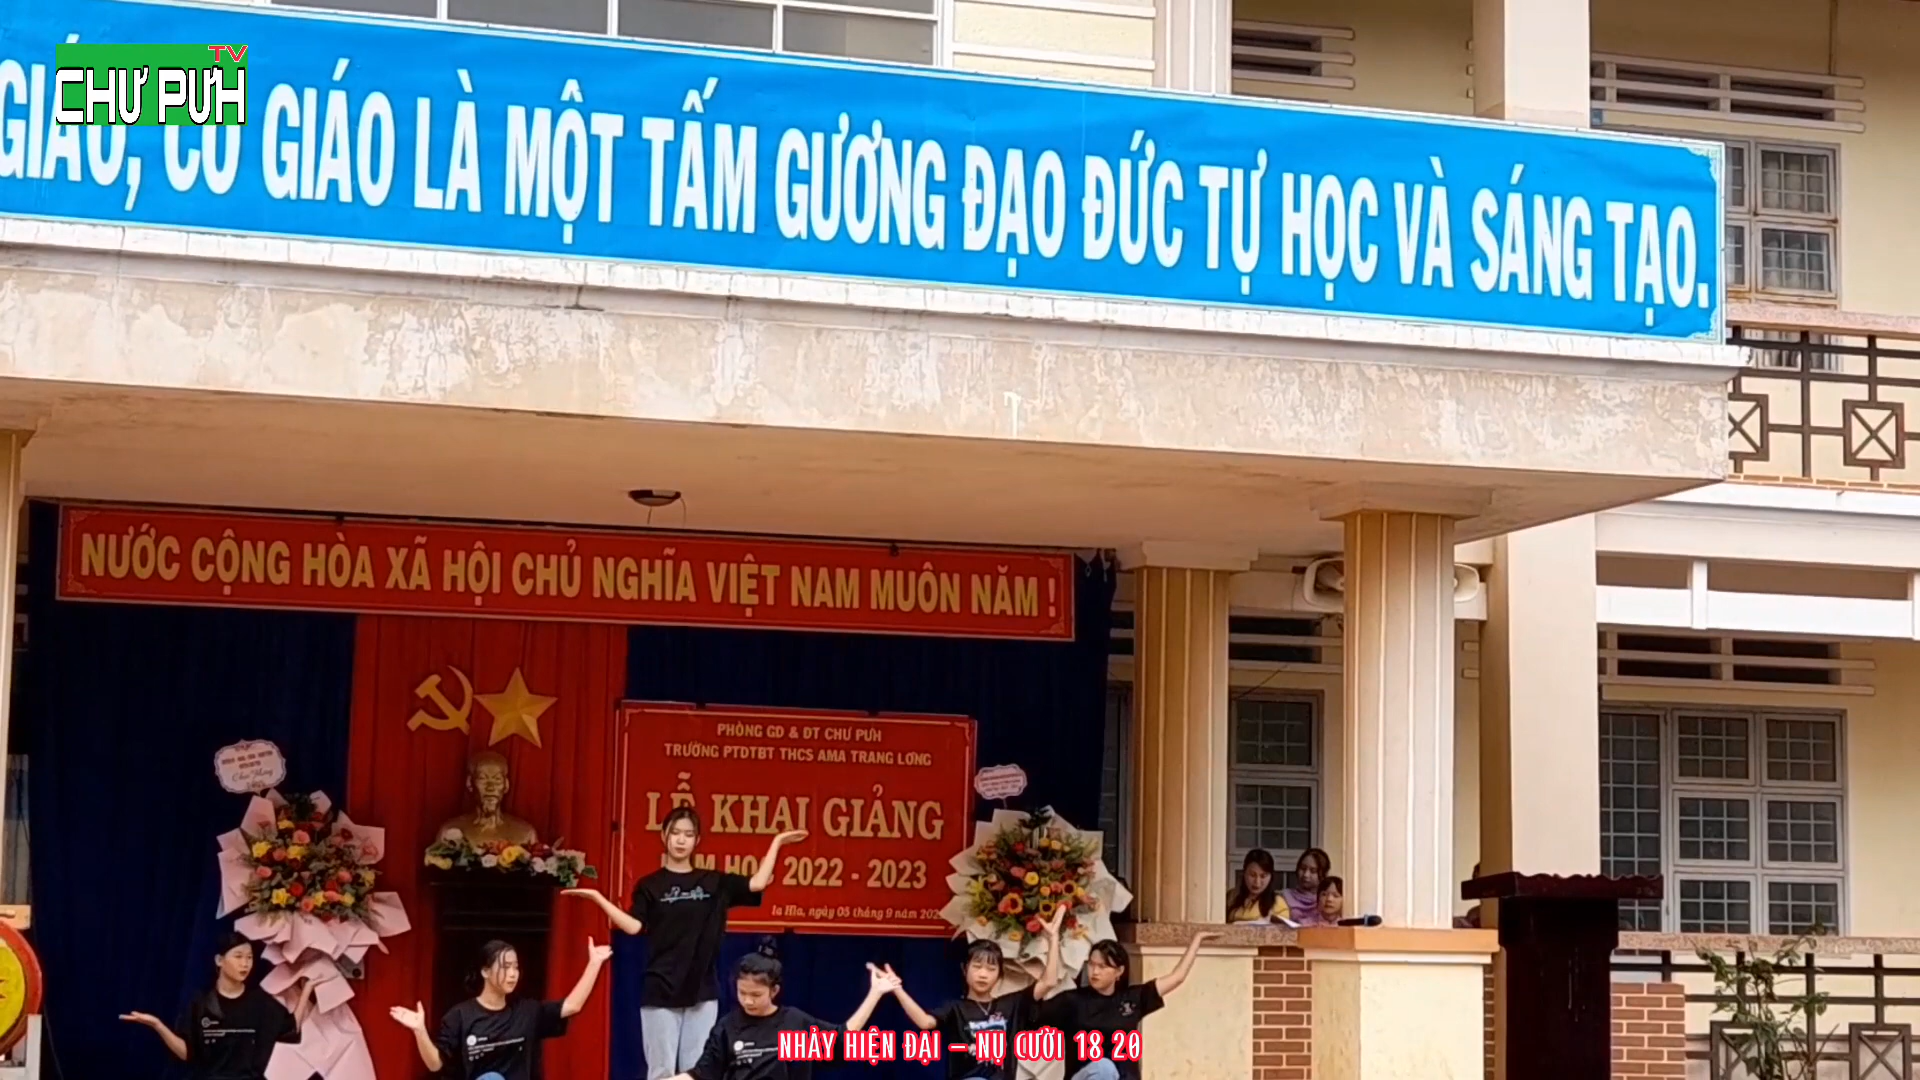 TV
CHƯ PƯH
GIÁO, CÔ GIÁO LÀ MỘT TẤM GƯƠNG ĐẠO ĐỨC TỰ HỌC VÀ SÁNG TẠO.
NƯỚC CỘNG HÒA XÃ HỘI CHỦ NGHĨA VIỆT NAM MUÔN NĂM !
PHÒNG GD & ĐT CHƯ PƯH
TRƯỜNG PTDTBT THCS AMA TRANG LƠNG
LỄ KHAI GIẢNG
NĂM HỌC 2022 - 2023
Ia Hla, ngày 05 tháng 9 năm 202
NHẢY HIỆN ĐẠI – NỤ CƯỜI 18 20